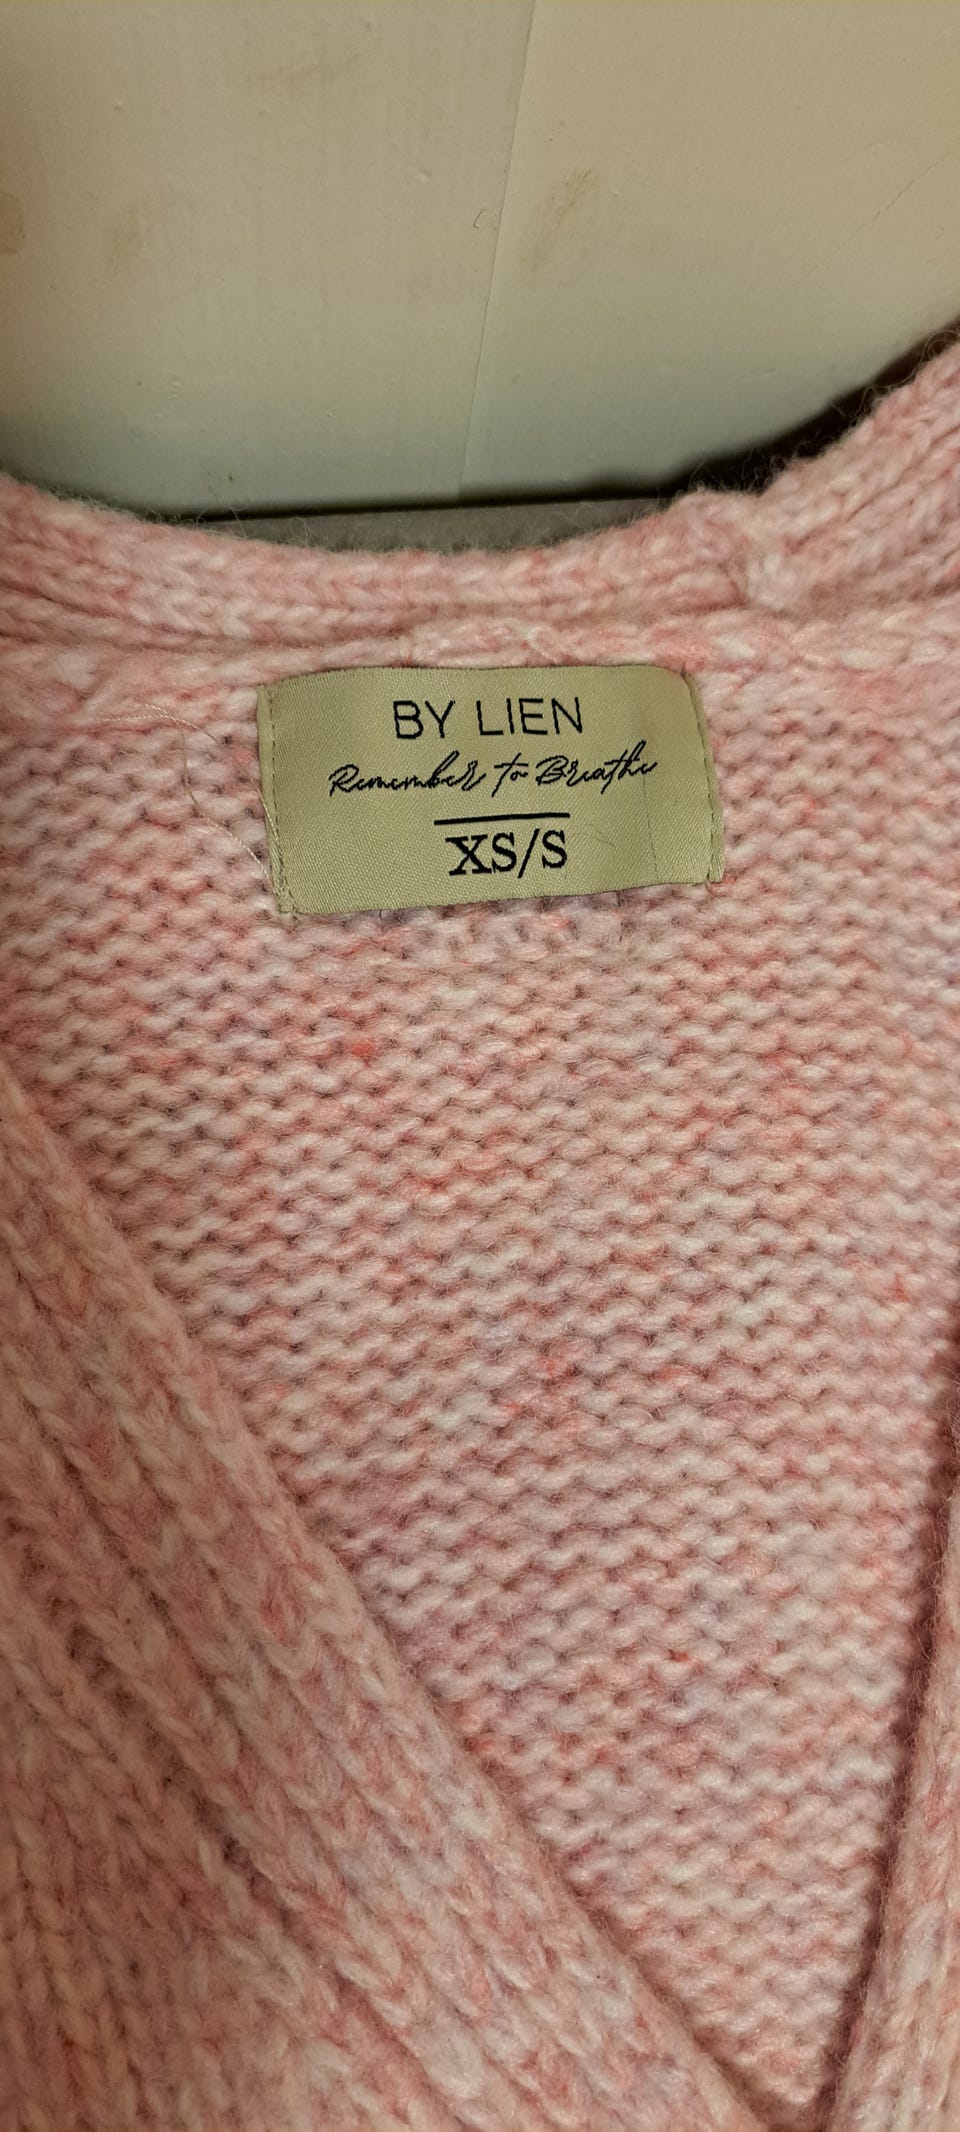 BY LIEN
Remember to Breathe
XS/S